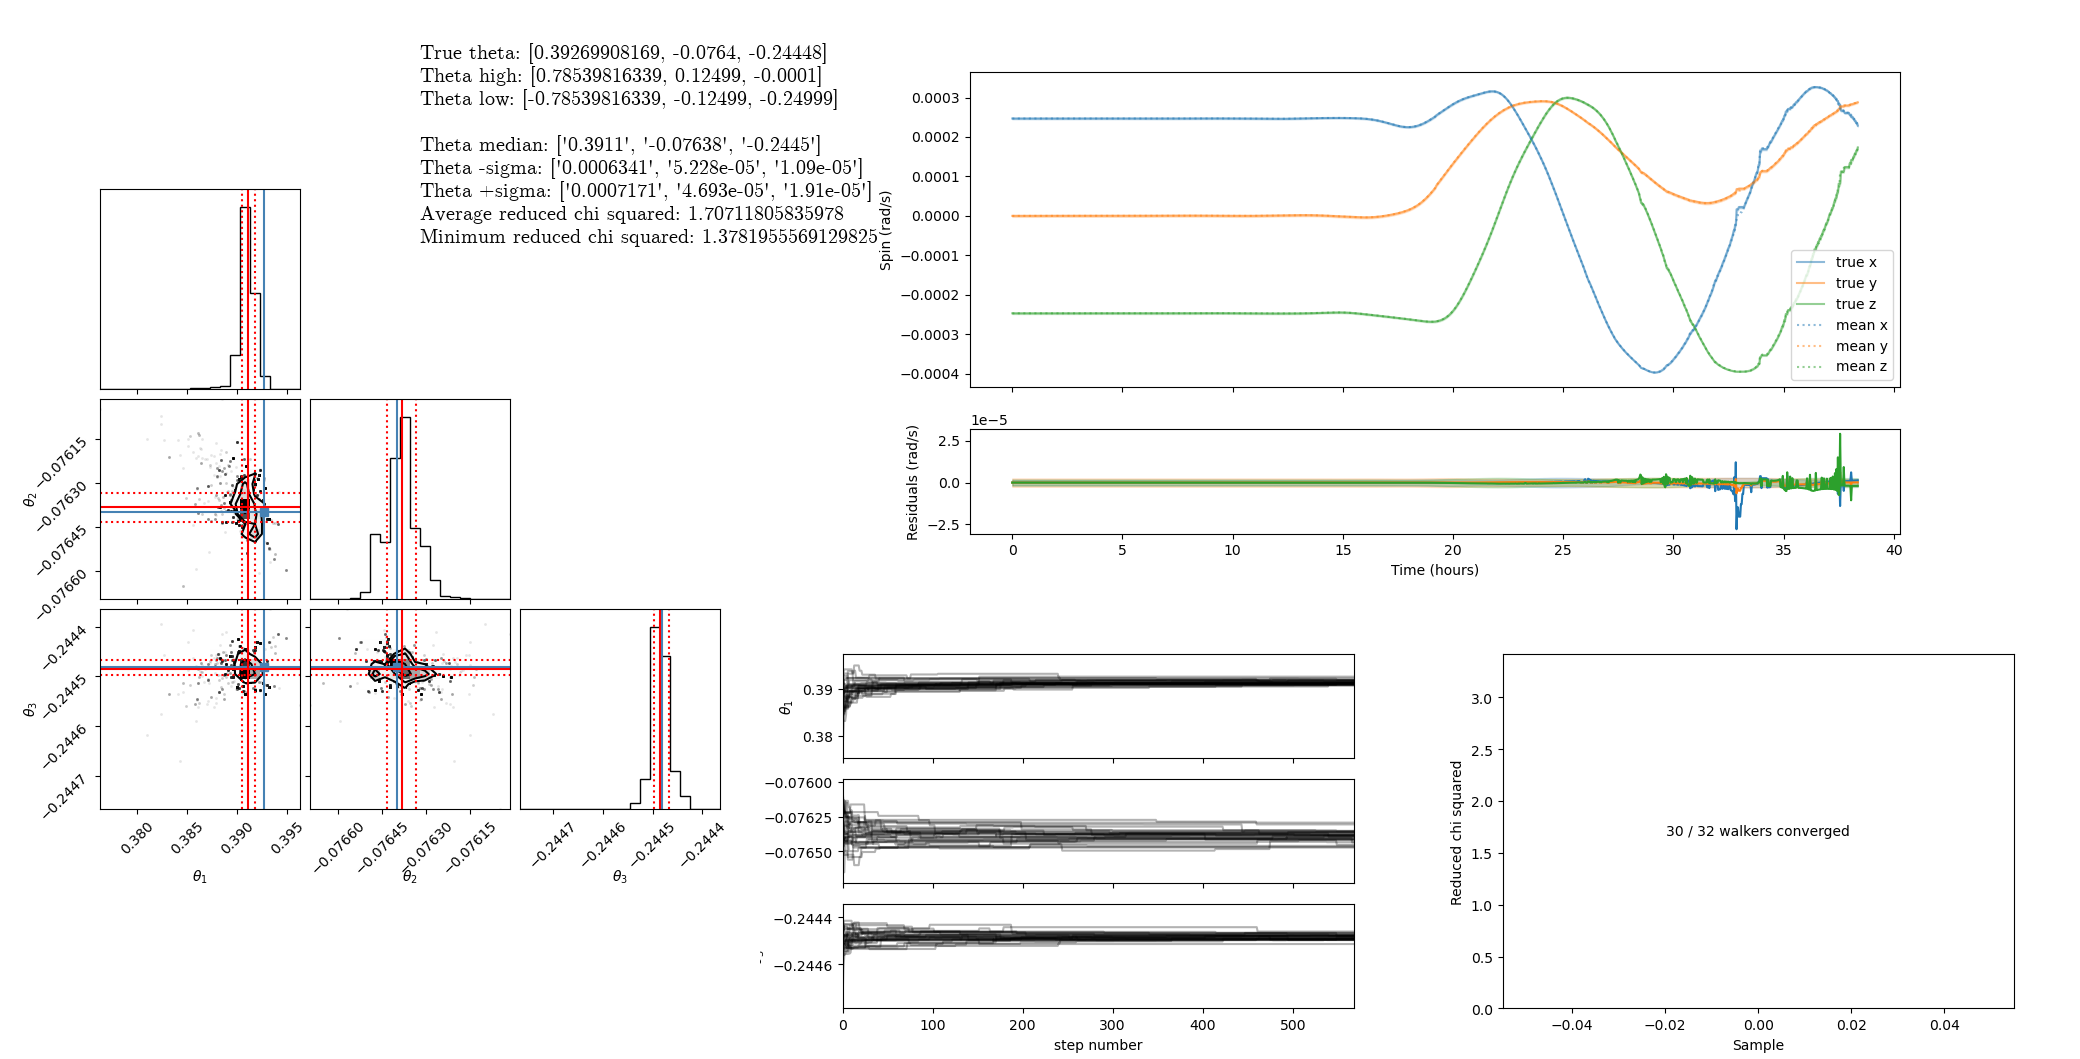 True theta: [0.39269908169, -0.0764, -0.24448]
Theta high: [0.78539816339, 0.12499, -0.0001]
Theta low: [-0.78539816339, -0.12499, -0.24999]
Theta median: ['0.3911', '-0.07638', '-0.2445']
Theta -sigma: ['0.0006341', '5.228e-05', '1.09e-05']
Theta +sigma: ['0.0007171', '4.693e-05', '1.91e-05']
Average reduced chi squared: 1.70711805835978
Minimum reduced chi squared: 1.3781955569129825
θ2
−0.07615
−0.07630
−0.07645
−0.07660
θ3
−0.2444
−0.2445
−0.2446
−0.2447
0.380
0.385
0.390
0.395
θ1
−0.07660
−0.07645
−0.07630
−0.07615
θ2
−0.2447
−0.2446
−0.2445
−0.2444
θ3
Spin (rad/s)
0.0003
0.0002
0.0001
0.0000
−0.0001
−0.0002
−0.0003
−0.0004
true x
true y
true z
mean x
mean y
mean z
1e−5
Residuals (rad/s)
2.5
0.0
−2.5
0
5
10
15
20
25
30
35
40
Time (hours)
θ1
0.39
0.38
−0.07600
−0.07625
−0.07650
−0.2444
−0.2446
0
100
200
300
400
500
step number
Reduced chi squared
3.0
2.5
2.0
1.5
1.0
0.5
0.0
30 / 32 walkers converged
−0.04
−0.02
0.00
0.02
0.04
Sample